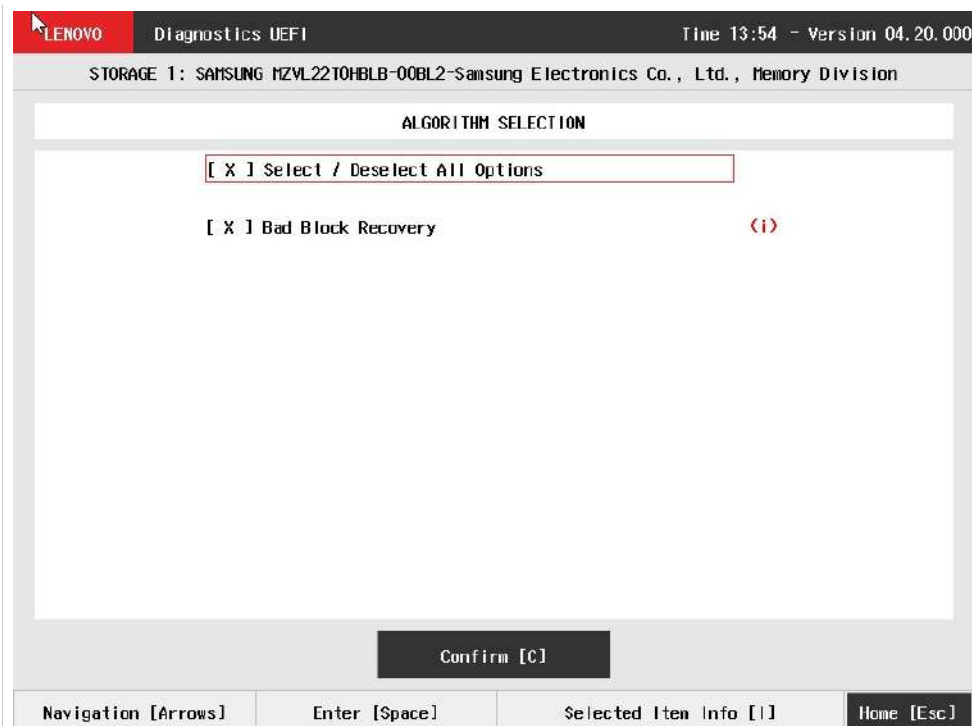 LENOVO Diagnostics UEFI Time 13:54 - Version 04.20.000
STORAGE 1: SAMSUNG MZVL22T0HBLB-00BL2-Samsung Electronics Co., Ltd., Memory Division
ALGORITHM SELECTION
[ X ] Select / Deselect All Options
[ X ] Bad Block Recovery (i)
Confirm [C]
Navigation [Arrows] Enter [Space] Selected Item Info [I] Home [Esc]